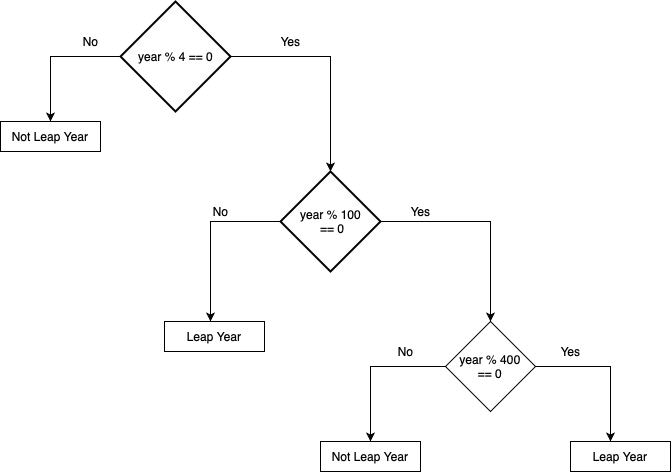 No
Yes
year % 4 == 0
Not Leap Year
No
Yes
year % 100
== 0
Leap Year
No
Yes
year % 400
== 0
Not Leap Year
Leap Year